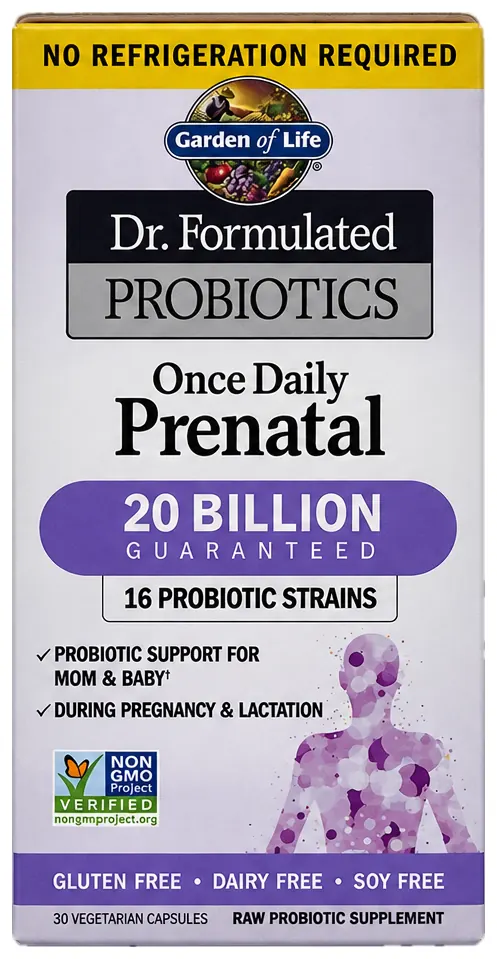 NO REFRIGERATION REQUIRED
Garden of Life
®
Dr. Formulated
PROBIOTICS
Once Daily
Prenatal
20 BILLION
GUARANTEED
16 PROBIOTIC STRAINS
✓ PROBIOTIC SUPPORT FOR
MOM & BABY†
✓ DURING PREGNANCY & LACTATION
NON
GMO
Project
VERIFIED
nongmproject.org
GLUTEN FREE • DAIRY FREE • SOY FREE
30 VEGETARIAN CAPSULES RAW PROBIOTIC SUPPLEMENT